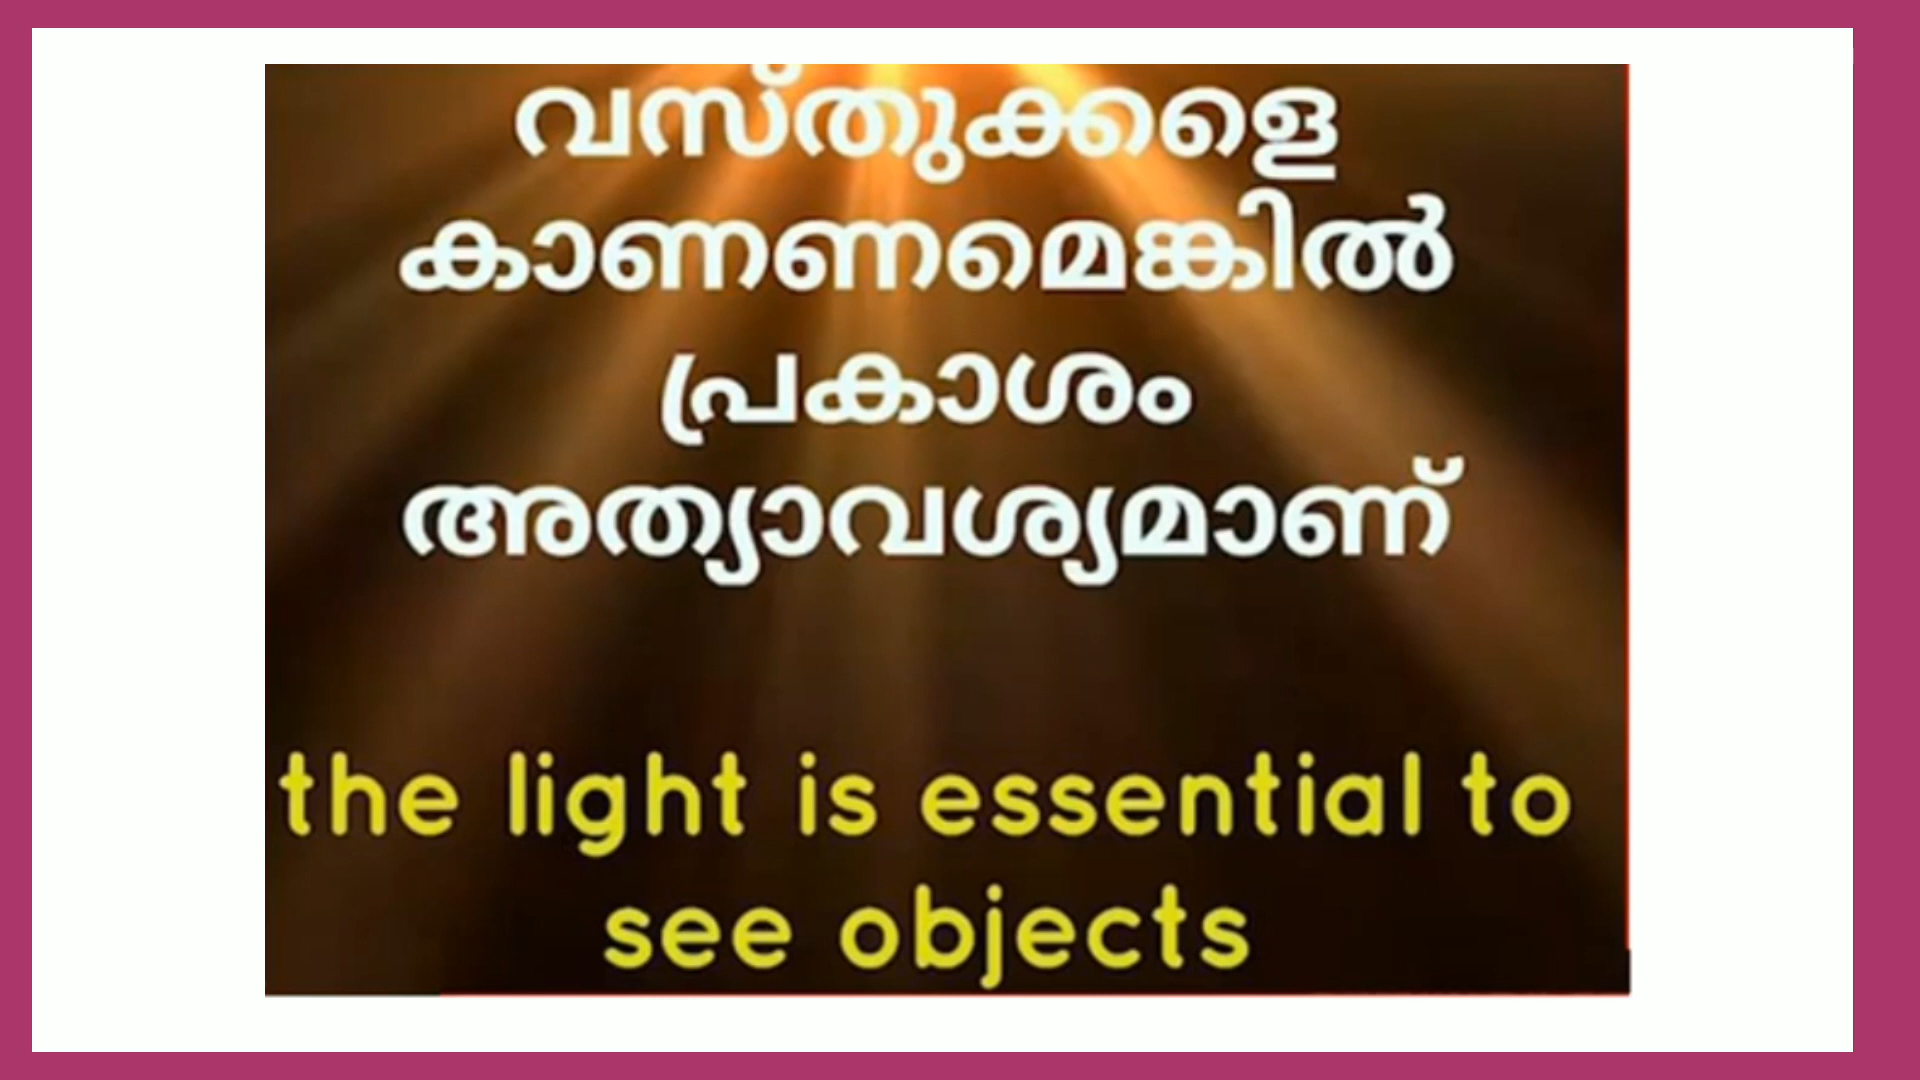 വസ്തുക്കളെ
കാണണമെങ്കിൽ
പ്രകാശം
അത്യാവശ്യമാണ്
the light is essential to
see objects